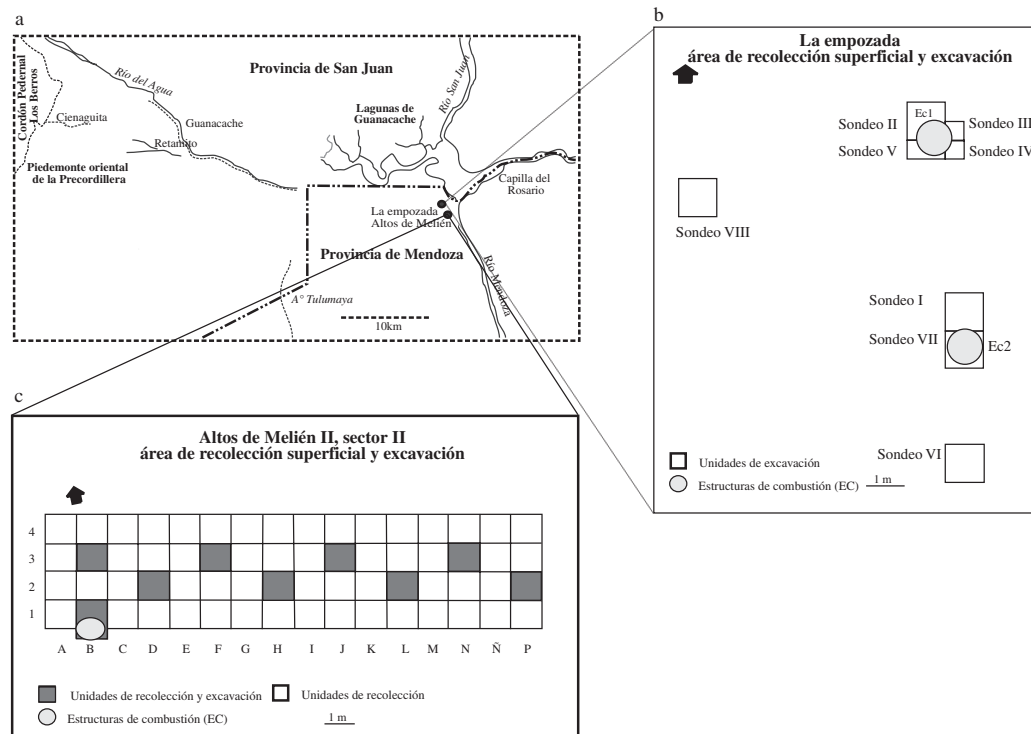 a
Provincia de San Juan
Río del Agua
Río San Juan
Cordón Pedernal
Los Berros
Cienaguita
Guanacache
Lagunas de
Guanacache
Retamito
Piedemonte oriental
de la Precordillera
Capilla del
Rosario
La empozada
Altos de Melién
Provincia de Mendoza
Río Mendoza
A° Tulumaya
10km
b
La empozada
área de recolección superficial y excavación
Sondeo II
Ec1
Sondeo III
Sondeo V
Sondeo IV
Sondeo VIII
Sondeo I
Sondeo VII
Ec2
Sondeo VI
Unidades de excavación
Estructuras de combustión (EC)
1 m
c
Altos de Melién II, sector II
área de recolección superficial y excavación
4
3
2
1
A B C D E F G H I J K L M N Ñ P
Unidades de recolección y excavación
Unidades de recolección
Estructuras de combustión (EC)
1 m